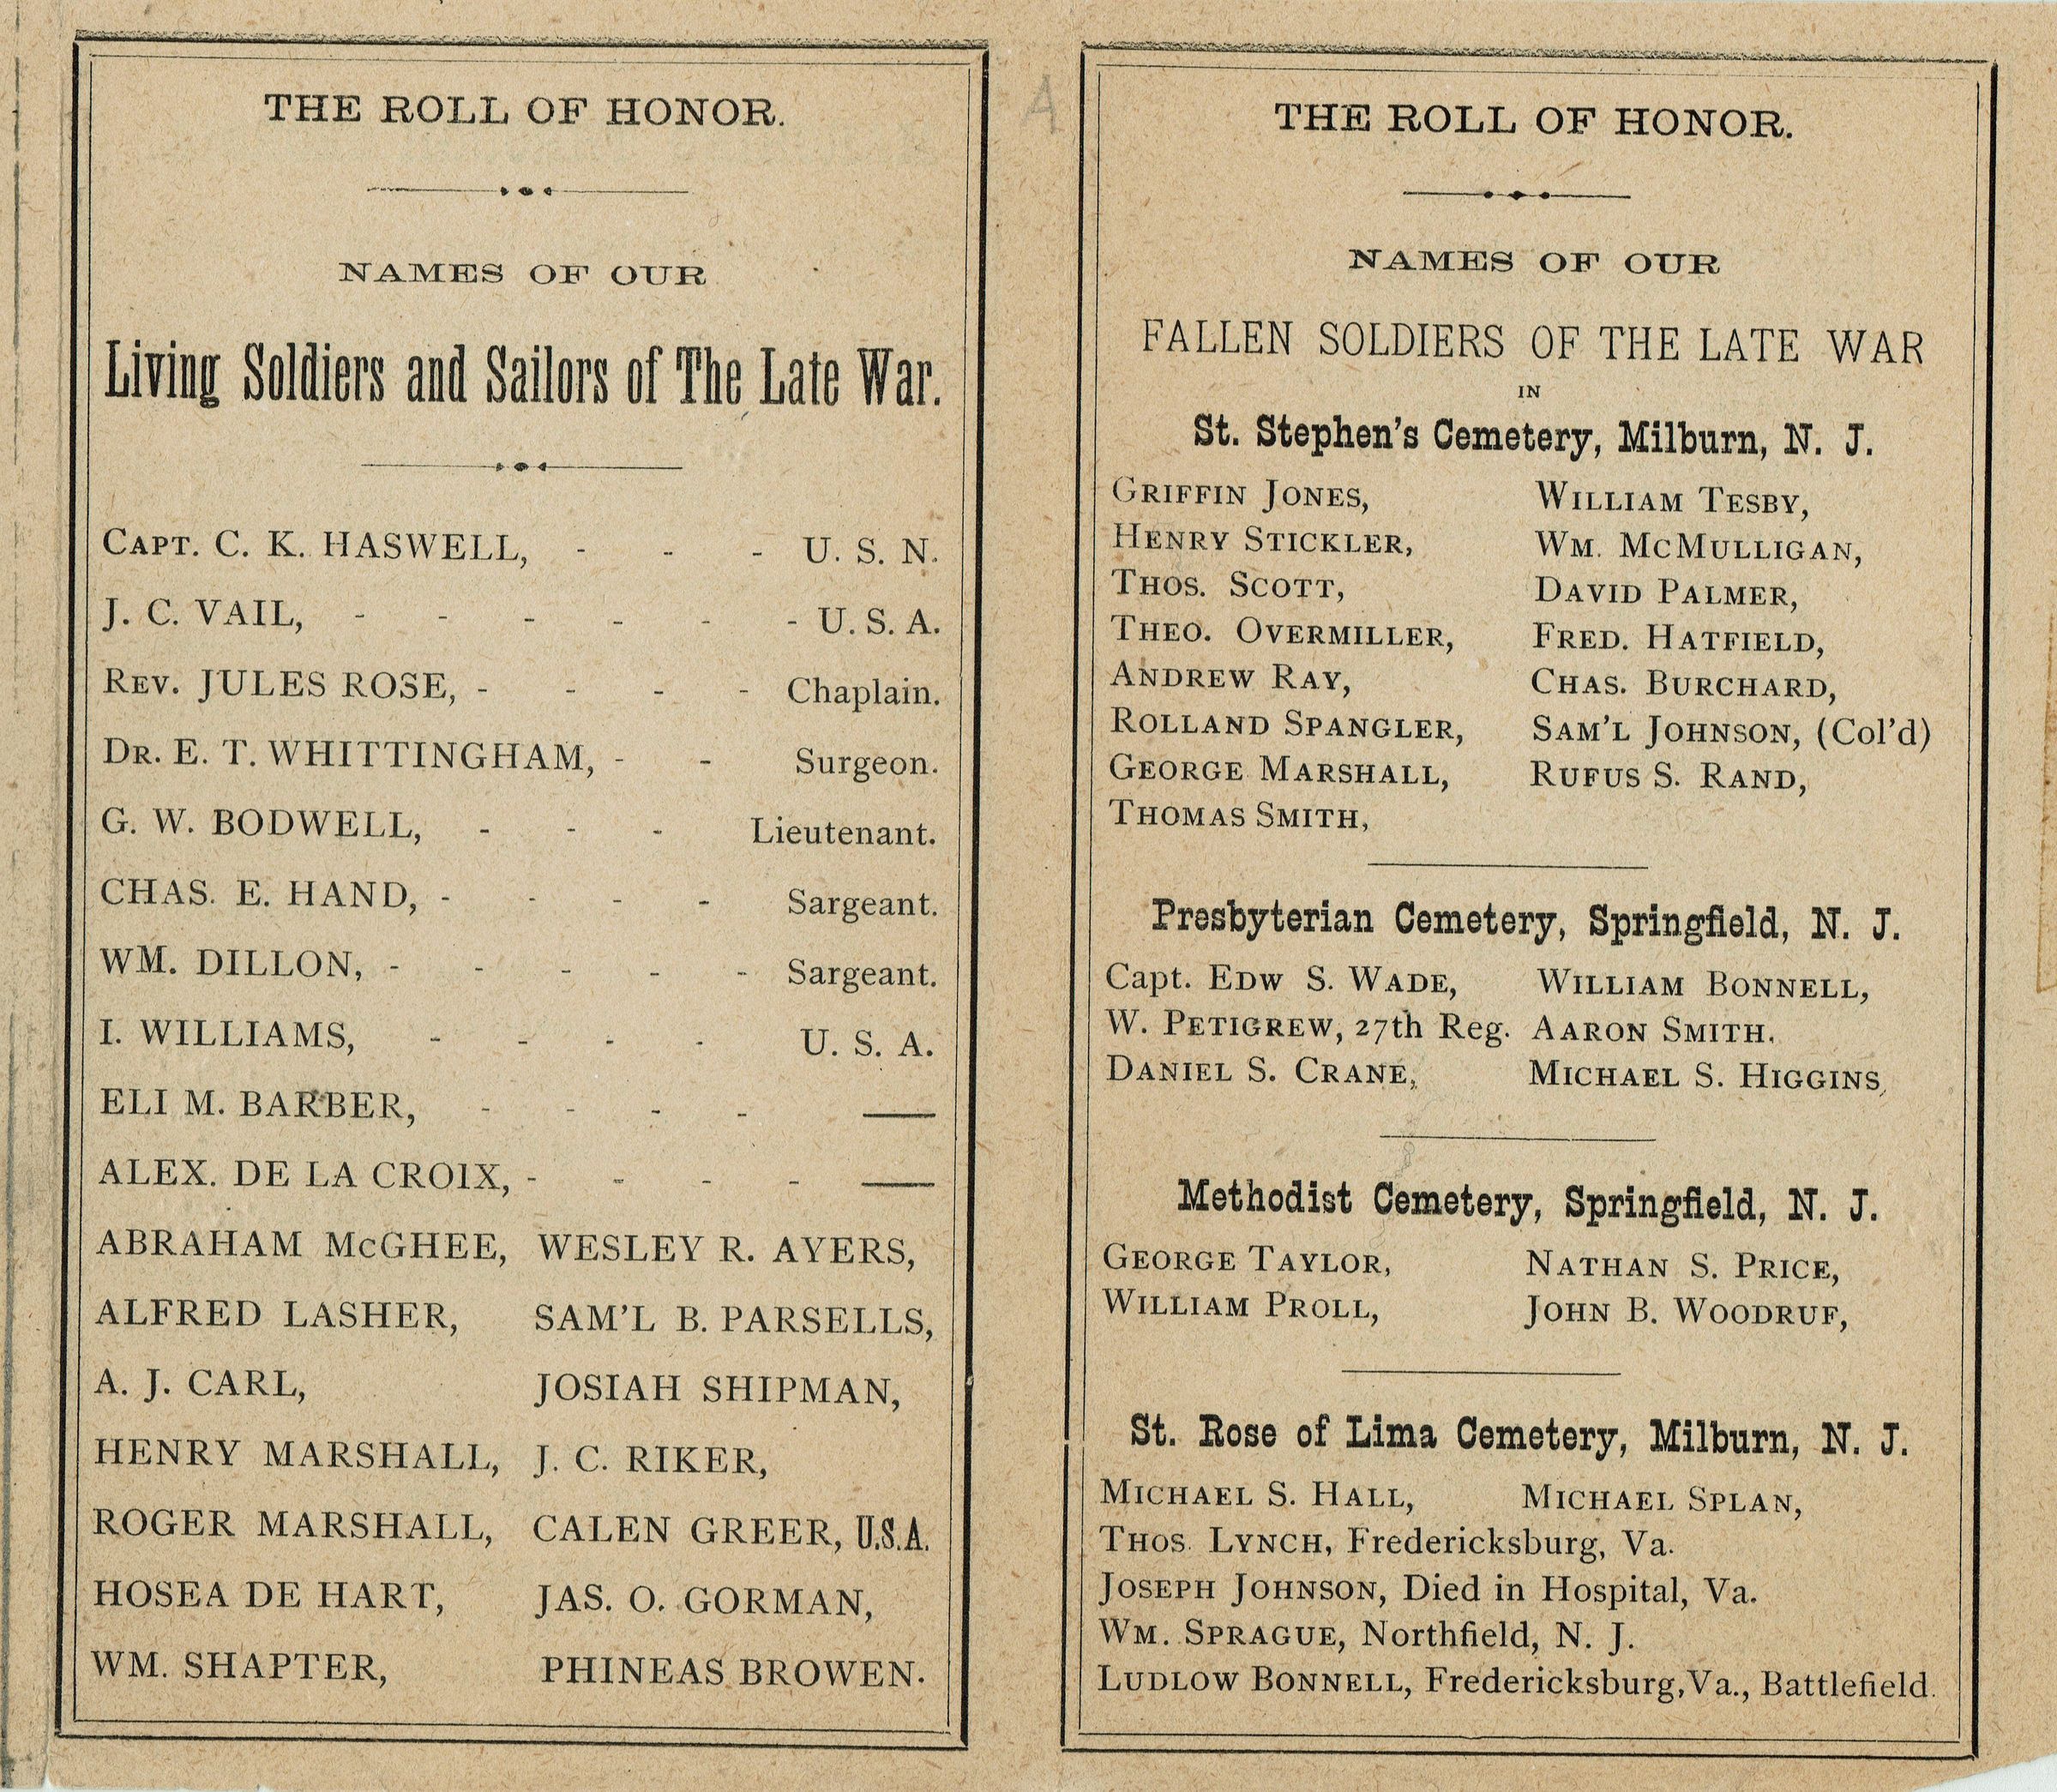 THE ROLL OF HONOR.
NAMES OF OUR
Living Soldiers and Sailors of The Late War.
CAPT. C. K. HASWELL, - - - U. S. N.
J. C. VAIL, - - - - - - U. S. A.
REV. JULES ROSE, - - - - Chaplain.
DR. E. T. WHITTINGHAM, - - Surgeon.
G. W. BODWELL, - - - Lieutenant.
CHAS. E. HAND, - - - - Sargeant.
WM. DILLON, - - - - - Sargeant.
I. WILLIAMS, - - - - U. S. A.
ELI M. BARBER, - - - - —
ALEX. DE LA CROIX, - - - - —
ABRAHAM McGHEE, WESLEY R. AYERS,
ALFRED LASHER, SAM'L B. PARSELLS,
A. J. CARL, JOSIAH SHIPMAN,
HENRY MARSHALL, J. C. RIKER,
ROGER MARSHALL, CALEN GREER, U.S.A.
HOSEA DE HART, JAS. O. GORMAN,
WM. SHAPTER, PHINEAS BROWEN.
A
THE ROLL OF HONOR.
NAMES OF OUR
FALLEN SOLDIERS OF THE LATE WAR
IN
St. Stephen's Cemetery, Milburn, N. J.
GRIFFIN JONES, WILLIAM TESBY,
HENRY STICKLER, WM. MCMULLIGAN,
THOS. SCOTT, DAVID PALMER,
THEO. OVERMILLER, FRED. HATFIELD,
ANDREW RAY, CHAS. BURCHARD,
ROLLAND SPANGLER, SAM'L JOHNSON, (Col'd)
GEORGE MARSHALL, RUFUS S. RAND,
THOMAS SMITH,
Presbyterian Cemetery, Springfield, N. J.
Capt. EDW S. WADE, WILLIAM BONNELL,
W. PETIGREW, 27th Reg. AARON SMITH.
DANIEL S. CRANE, MICHAEL S. HIGGINS,
Methodist Cemetery, Springfield, N. J.
GEORGE TAYLOR, NATHAN S. PRICE,
WILLIAM PROLL, JOHN B. WOODRUF,
St. Rose of Lima Cemetery, Milburn, N. J.
MICHAEL S. HALL, MICHAEL SPLAN,
THOS. LYNCH, Fredericksburg, Va.
JOSEPH JOHNSON, Died in Hospital, Va.
WM. SPRAGUE, Northfield, N. J.
LUDLOW BONNELL, Fredericksburg, Va., Battlefield.